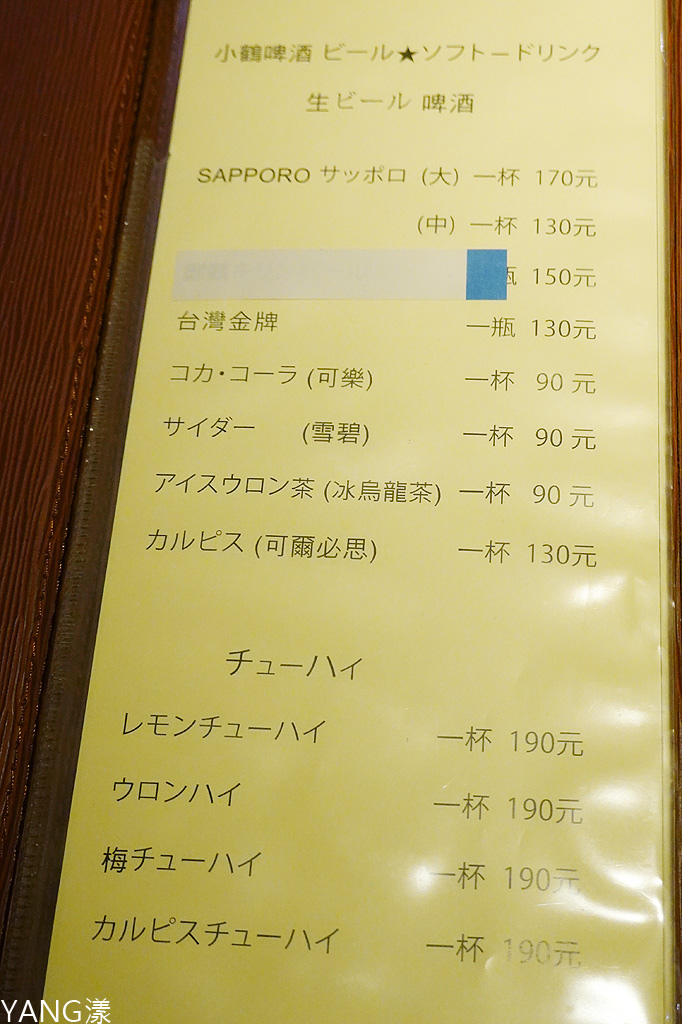 小鶴啤酒 ビール★ソフトードリンク
生ビール 啤酒
SAPPORO サッポロ (大) 一杯 170元
(中) 一杯 130元
瓶 150元
台灣金牌 一瓶 130元
コカ・コーラ (可樂) 一杯 90元
サイダー (雪碧) 一杯 90元
アイスウロン茶 (冰烏龍茶) 一杯 90元
カルピス (可爾必思) 一杯 130元
チューハイ
レモンチューハイ 一杯 190元
ウロンハイ 一杯 190元
梅チューハイ 一杯 190元
カルピスチューハイ 一杯 190元
YANG漾